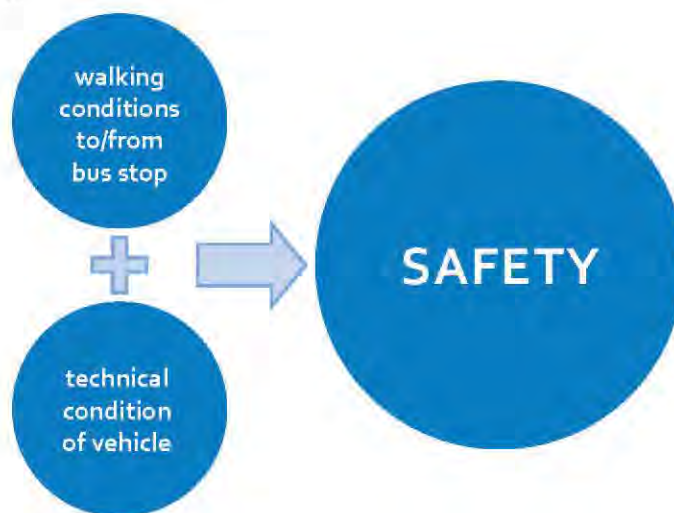 walking
conditions
to/from
bus stop
technical
condition
of vehicle
SAFETY